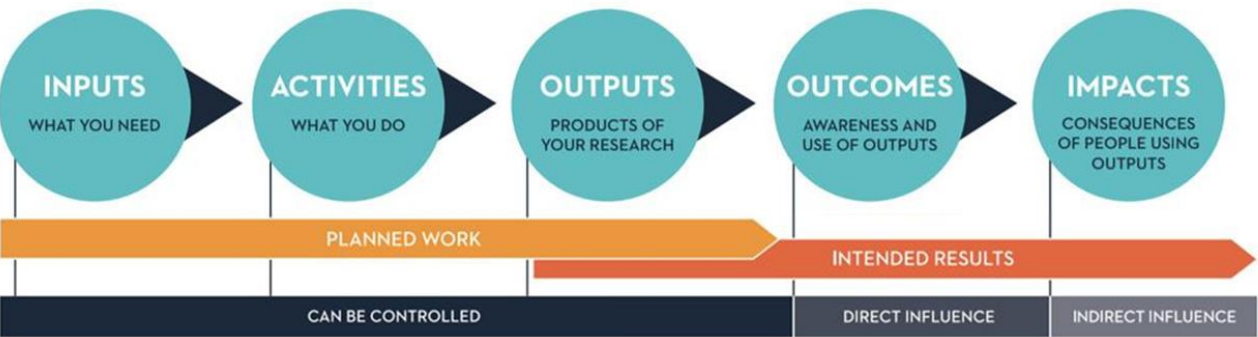 INPUTS
WHAT YOU NEED
ACTIVITIES
WHAT YOU DO
OUTPUTS
PRODUCTS OF
YOUR RESEARCH
OUTCOMES
AWARENESS AND
USE OF OUTPUTS
IMPACTS
CONSEQUENCES
OF PEOPLE USING
OUTPUTS
PLANNED WORK
INTENDED RESULTS
CAN BE CONTROLLED
DIRECT INFLUENCE
INDIRECT INFLUENCE